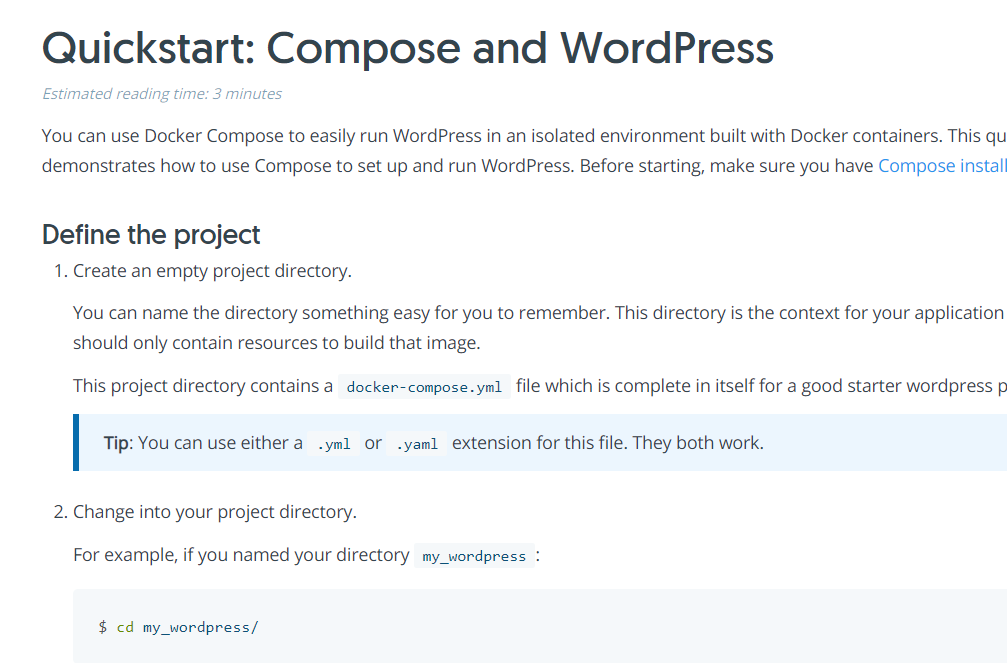 Quickstart: Compose and WordPress
Estimated reading time: 3 minutes
You can use Docker Compose to easily run WordPress in an isolated environment built with Docker containers. This
demonstrates how to use Compose to set up and run WordPress. Before starting, make sure you have Compose install
Define the project
1. Create an empty project directory.
You can name the directory something easy for you to remember. This directory is the context for your application
should only contain resources to build that image.
This project directory contains a docker-compose.yml file which is complete in itself for a good starter wordpress
Tip: You can use either a .yml or .yaml extension for this file. They both work.
2. Change into your project directory.
For example, if you named your directory my_wordpress :
$ cd my_wordpress/